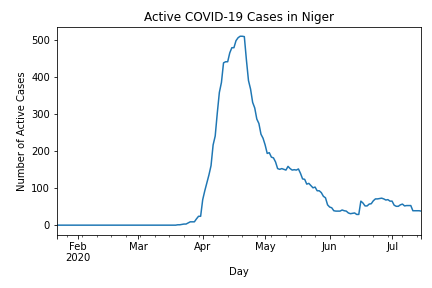 Active COVID-19 Cases in Niger
Number of Active Cases
500
400
300
200
100
0
Feb Mar Apr May Jun Jul
2020
Day